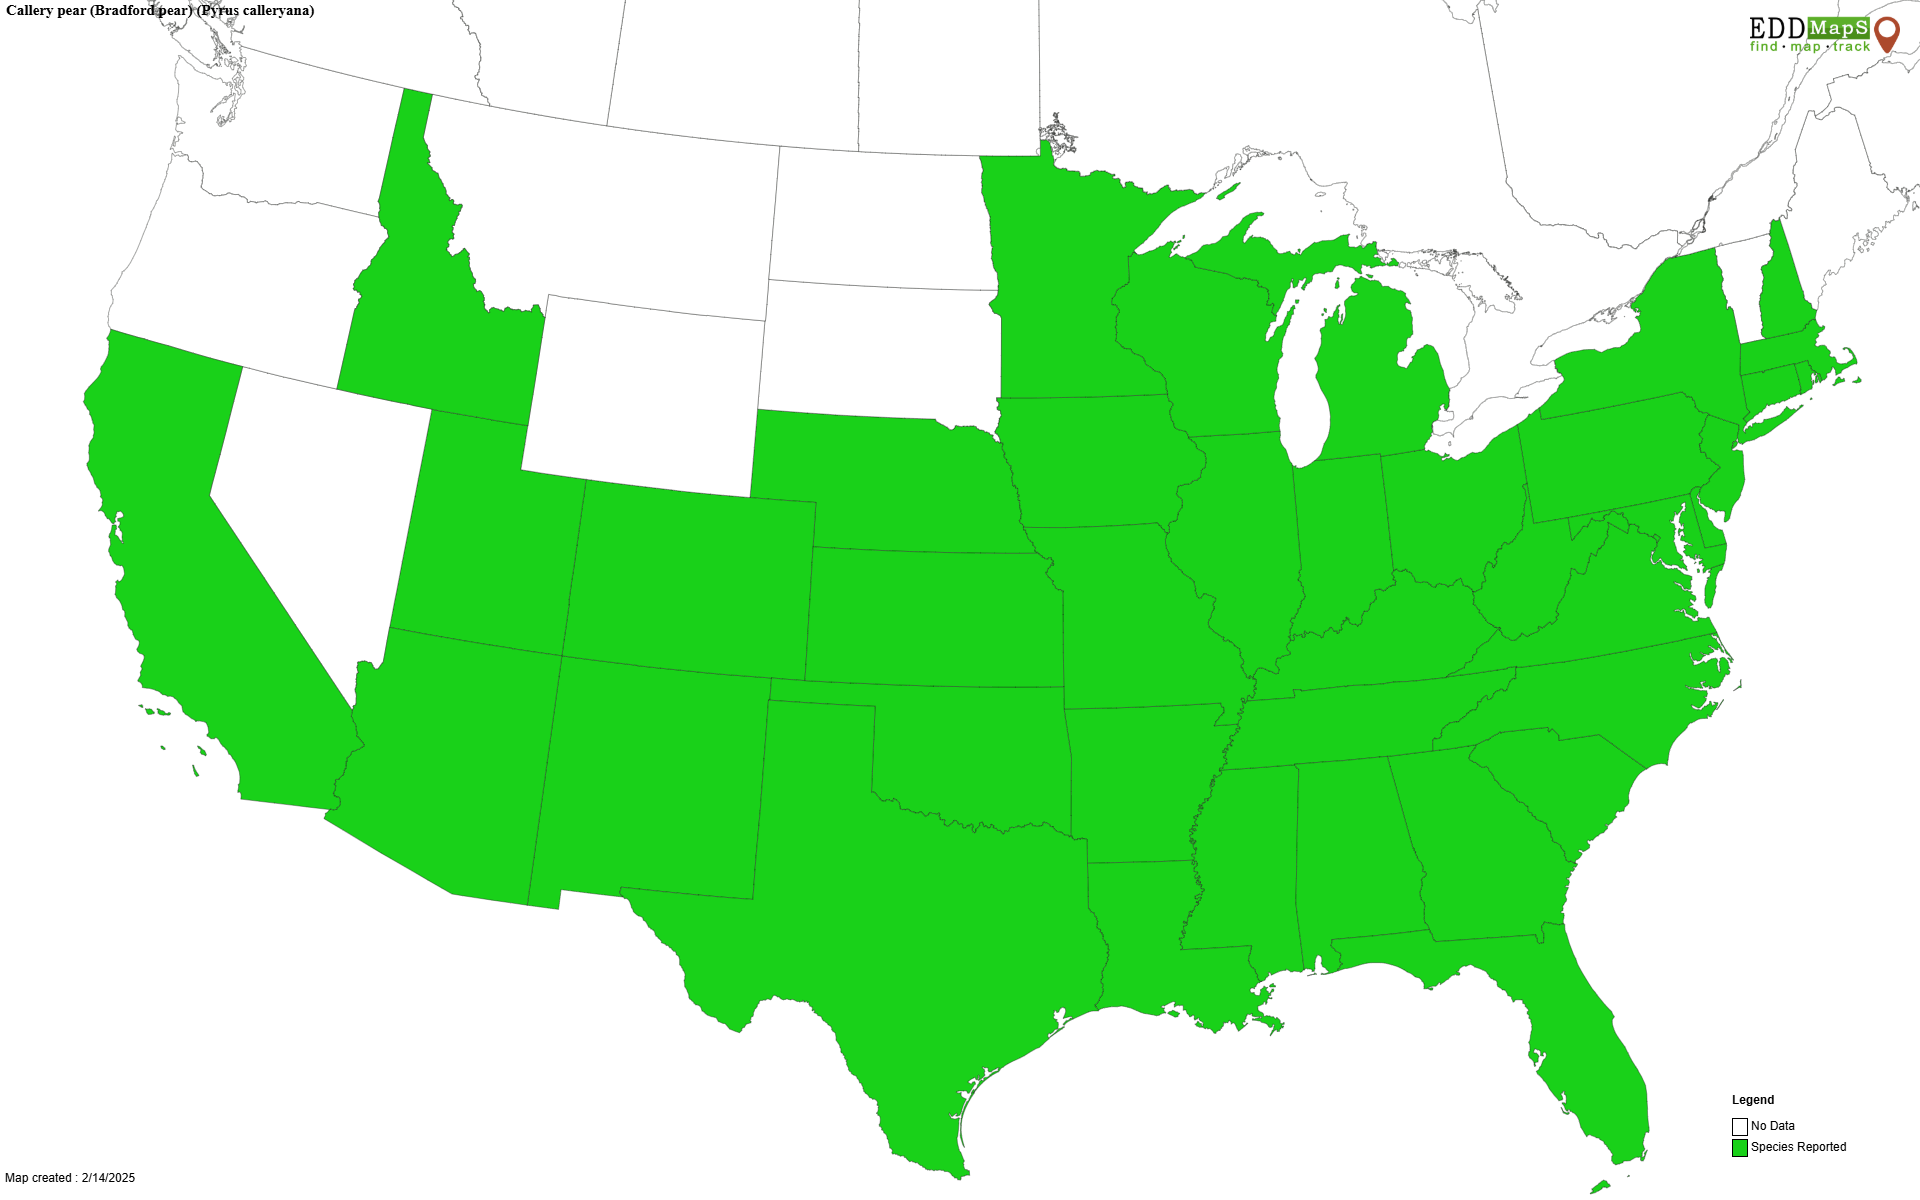 Callery pear (Bradford pear) (Pyrus calleryana)
EDDMapS
find · map · track
Legend
No Data
Species Reported
Map created : 2/14/2025